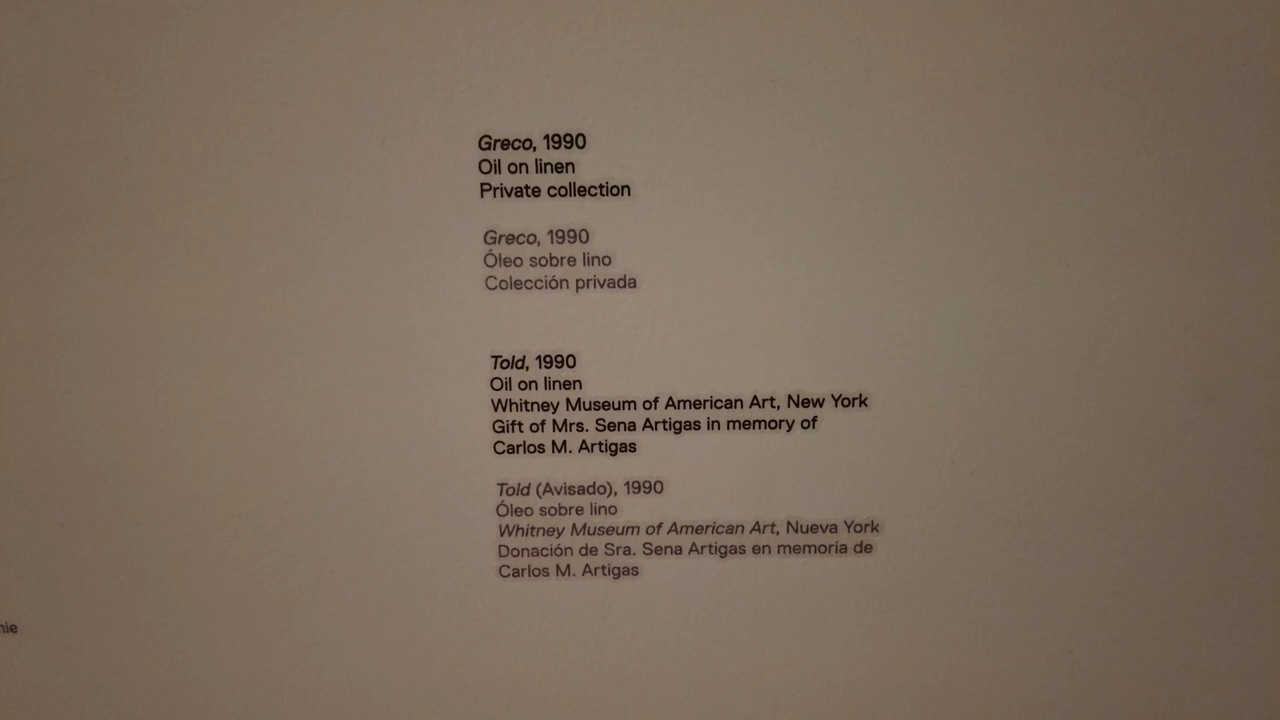 Greco, 1990
Oil on linen
Private collection
Greco, 1990
Óleo sobre lino
Colección privada
Told, 1990
Oil on linen
Whitney Museum of American Art, New York
Gift of Mrs. Sena Artigas in memory of
Carlos M. Artigas
Told (Avisado), 1990
Óleo sobre lino
Whitney Museum of American Art, Nueva York
Donación de Sra. Sena Artigas en memoria de
Carlos M. Artigas